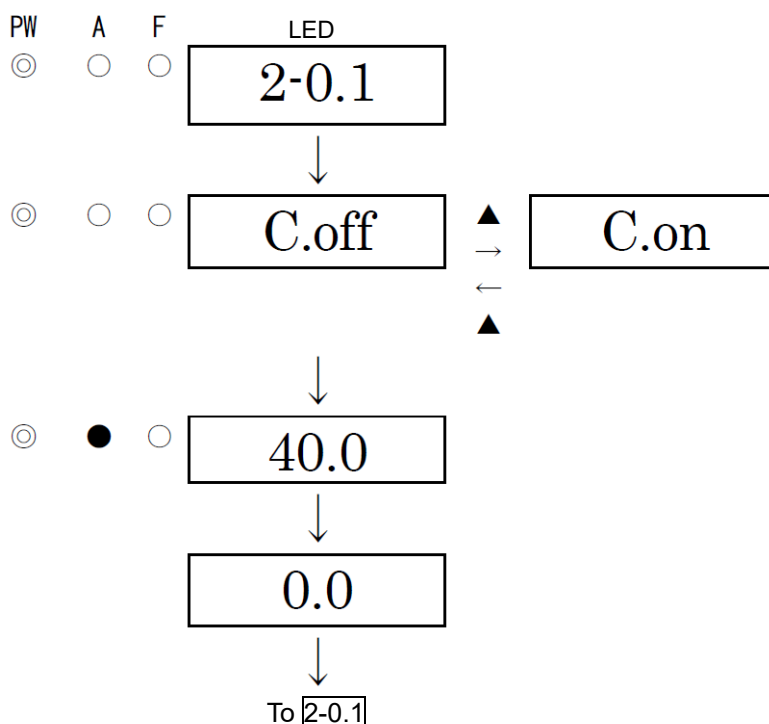 PW A F LED
◎ ○ ○ 2-0.1
↓
◎ ○ ○ C.off ▲ C.on
→
←
▲
↓
◎ ● ○ 40.0
↓
0.0
↓
To 2-0.1